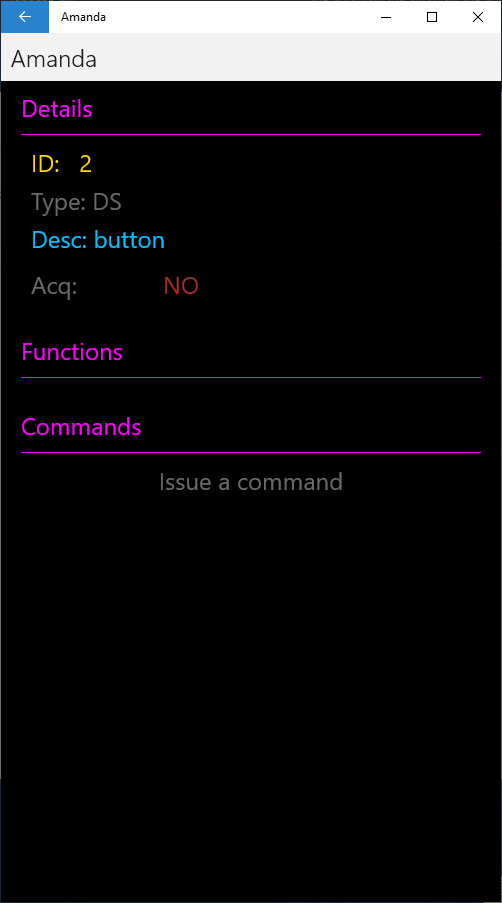 Amanda
Amanda
Details
ID: 2
Type: DS
Desc: button
Acq: NO
Functions
Commands
Issue a command